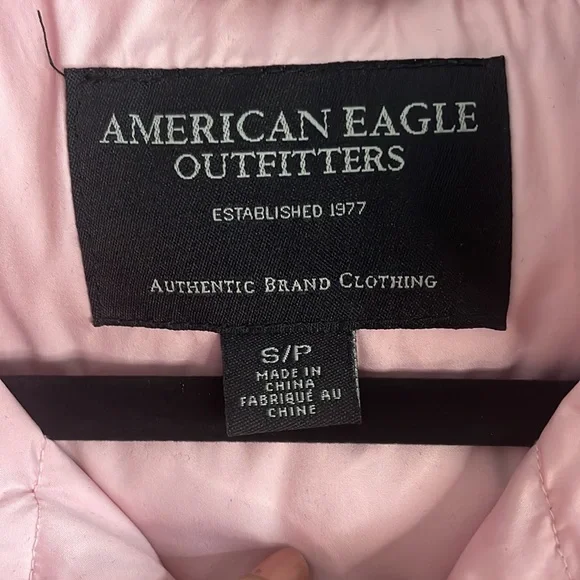 AMERICAN EAGLE
OUTFITTERS
ESTABLISHED 1977
AUTHENTIC BRAND CLOTHING
S/P
MADE IN
CHINA
FABRIQUÉ AU
CHINE